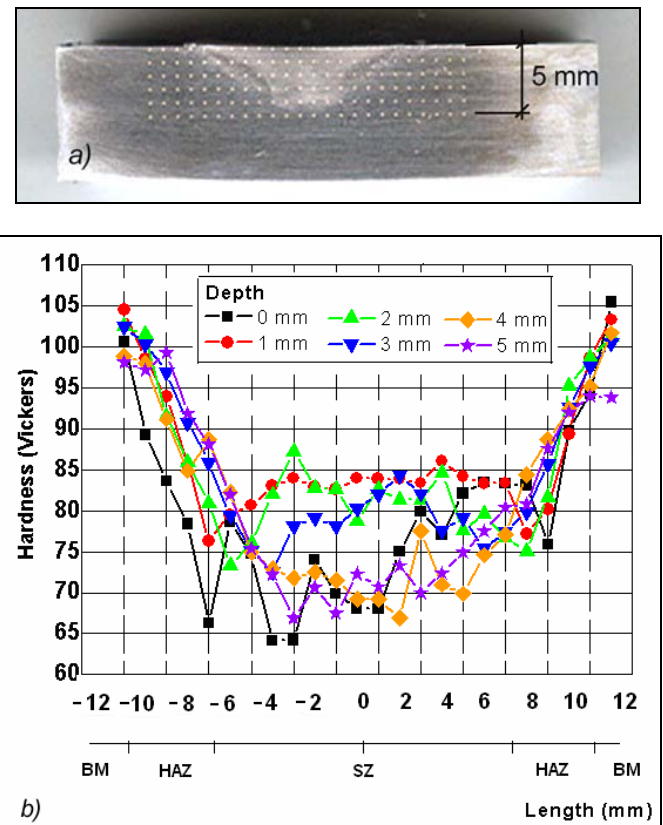 5 mm
a)
110
105
100
95
90
85
80
75
70
65
60
Hardness (Vickers)
Depth
0 mm 2 mm 4 mm
1 mm 3 mm 5 mm
-12 -10 -8 -6 -4 -2 0 2 4 6 8 10 12
BM HAZ SZ HAZ BM
b) Length (mm)